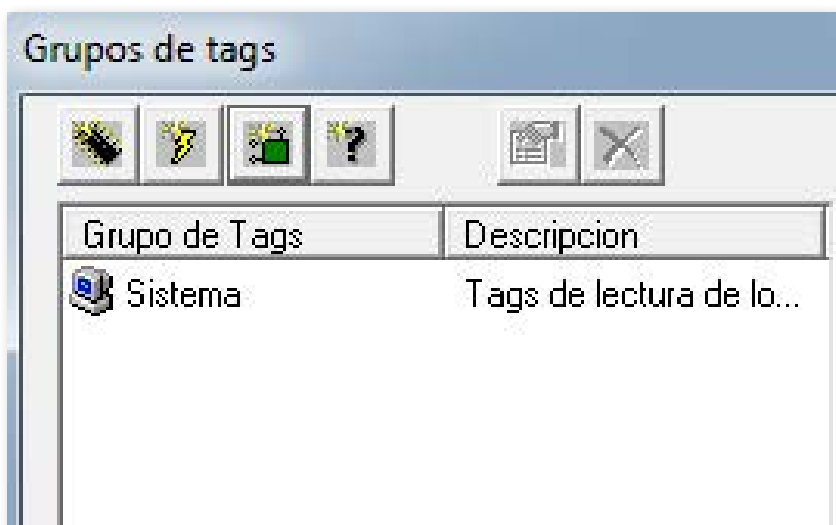 Grupos de tags
?
Grupo de Tags Descripcion
Sistema Tags de lectura de lo...